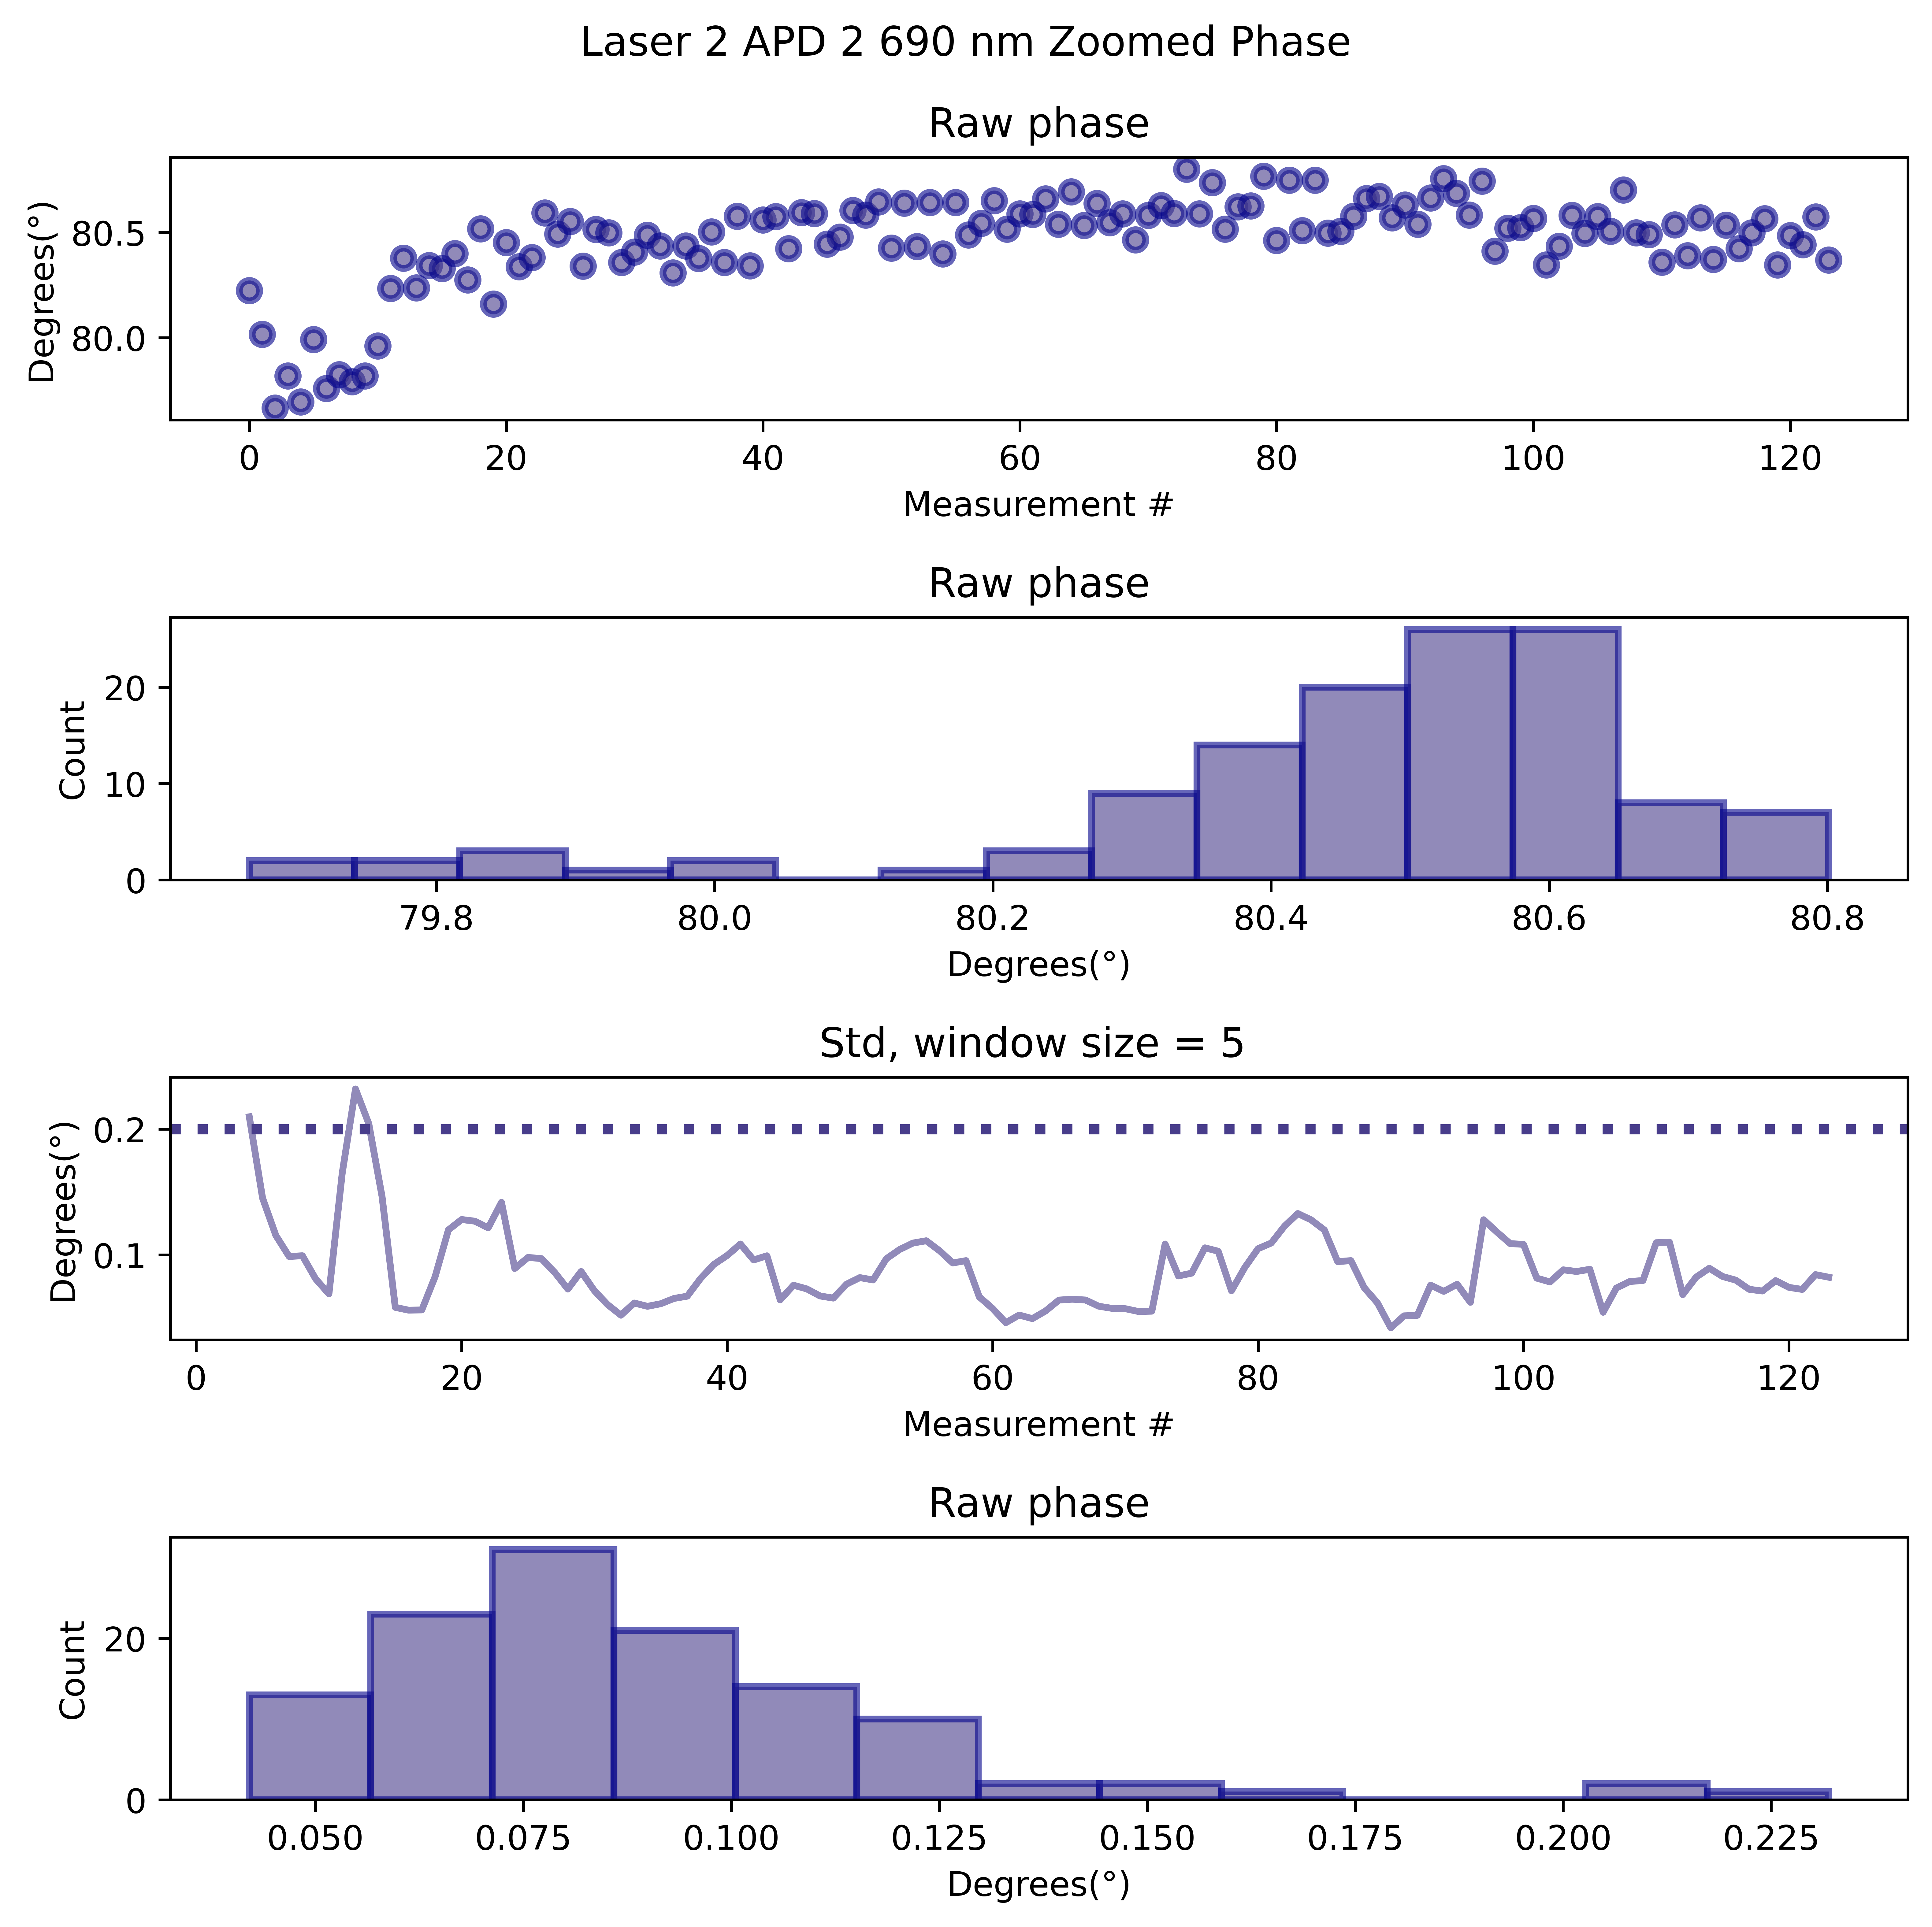 Laser 2 APD 2 690 nm Zoomed Phase
Raw phase
Degrees(°)
80.5
80.0
0 20 40 60 80 100 120
Measurement #
Raw phase
Count
20
10
0
79.8 80.0 80.2 80.4 80.6 80.8
Degrees(°)
Std, window size = 5
Degrees(°)
0.2
0.1
0 20 40 60 80 100 120
Measurement #
Raw phase
Count
20
0
0.050 0.075 0.100 0.125 0.150 0.175 0.200 0.225
Degrees(°)